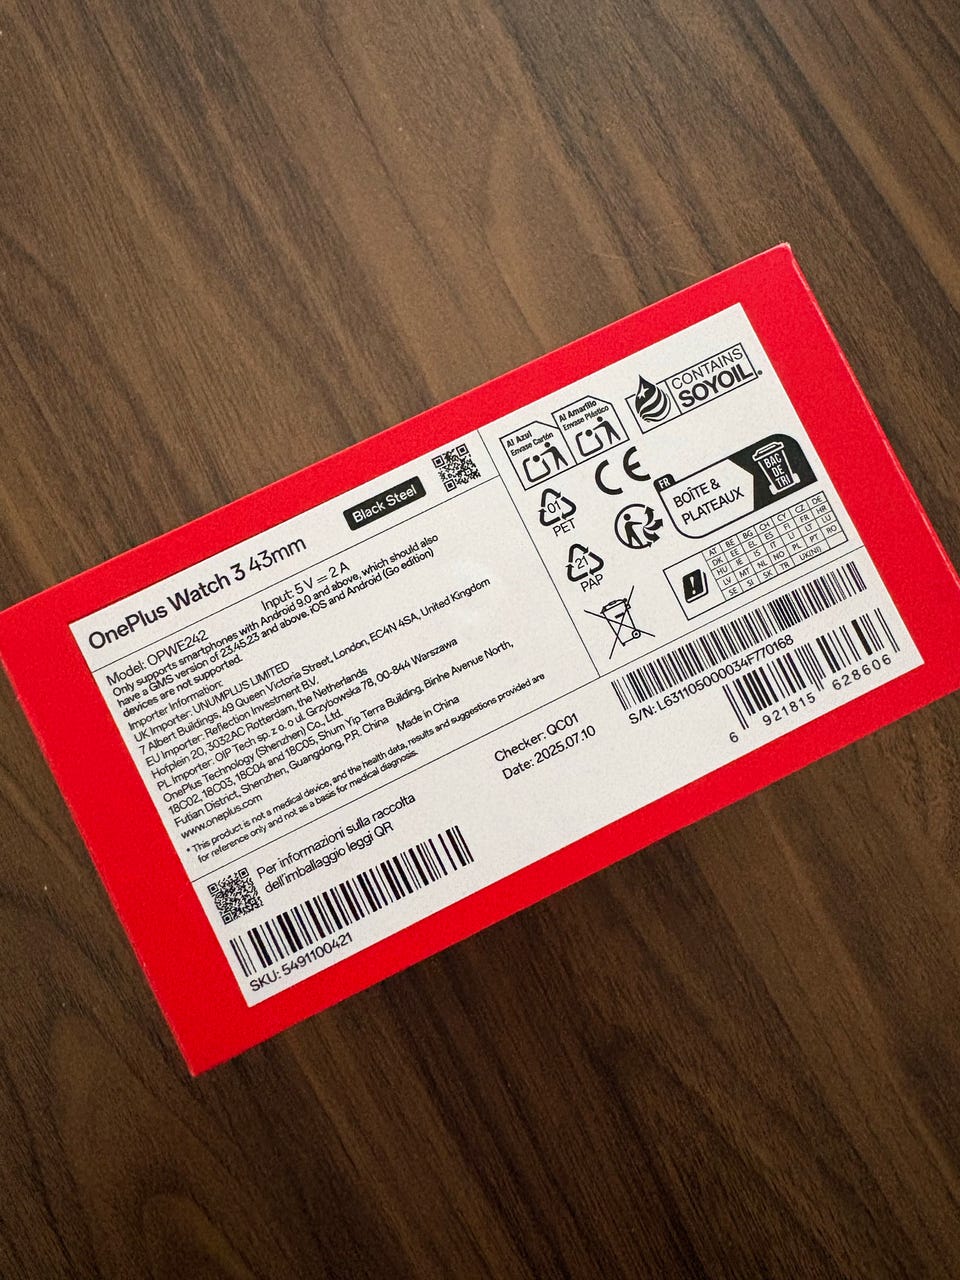 OnePlus Watch 3 43mm
Black Steel
Model: OPWE242
Input: 5 V = 2 A
Only supports smartphones with Android 9.0 and above, which should also
have a GMS version of 23.45.23 and above. iOS and Android (Go edition)
devices are not supported.
Importer Information:
UK Importer: UNUMPLUS LIMITED
7 Albert Buildings, 49 Queen Victoria Street, London, EC4N 4SA, United Kingdom
EU Importer: Reflection Investment B.V.
Hofplein 20, 3032AC Rotterdam, the Netherlands
PL Importer: OIP Tech sp. z o. o ul. Grzybowska 78, 00-844 Warszawa
OnePlus Technology (Shenzhen) Co., Ltd.
18C02, 18C03, 18C04 and 18C05, Shum Yip Terra Building, Binhe Avenue North,
Futian District, Shenzhen, Guangdong, P.R. China
Made in China
www.oneplus.com
* This product is not a medical device, and the health data, results and suggestions provided are
for reference only and not as a basis for medical diagnosis.
Per informazioni sulla raccolta
dell'imballaggio leggi QR
SKU: 5491100421
Checker: QC01
Date: 2025.07.10
Al Azul
Envase Cartón
Al Amarillo
Envase Plástico
CONTAINS
SOYOIL.
01
PET
CE
FR
BOÎTE &
PLATEAUX
BAC
DE
TRI
21
PAP
AT BE BG CH CY CZ DE
DK EE EL ES FI FR HR
HU IE IS IT LI LT LU
LV MT NL NO PL PT RO
SE SI SK TR UK(NI)
S/N: L631105000034F770168
6 921815 628606